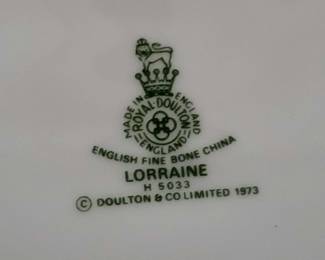 MADE IN ENGLAND
ROYAL·DOULTON
ENGLAND
ENGLISH FINE BONE CHINA
LORRAINE
H 5033
© DOULTON & CO LIMITED 1973